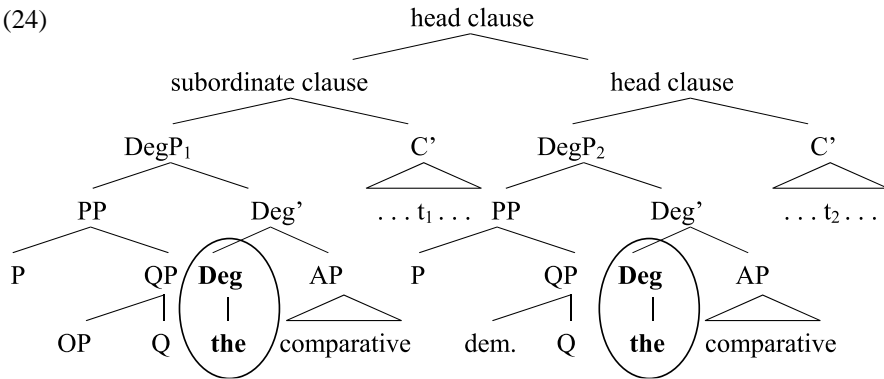 (24) head clause
subordinate clause head clause
DegP₁ C’ DegP₂ C’
PP Deg’ . . . t₁ . . . PP Deg’ . . . t₂ . . .
P QP Deg AP P QP Deg AP
OP Q the comparative dem. Q the comparative